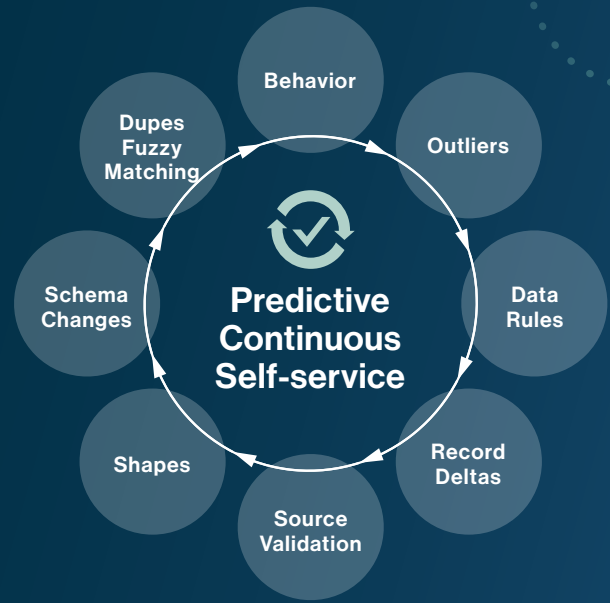 Behavior
Outliers
Data
Rules
Record
Deltas
Source
Validation
Shapes
Schema
Changes
Dupes
Fuzzy
Matching
Predictive
Continuous
Self-service